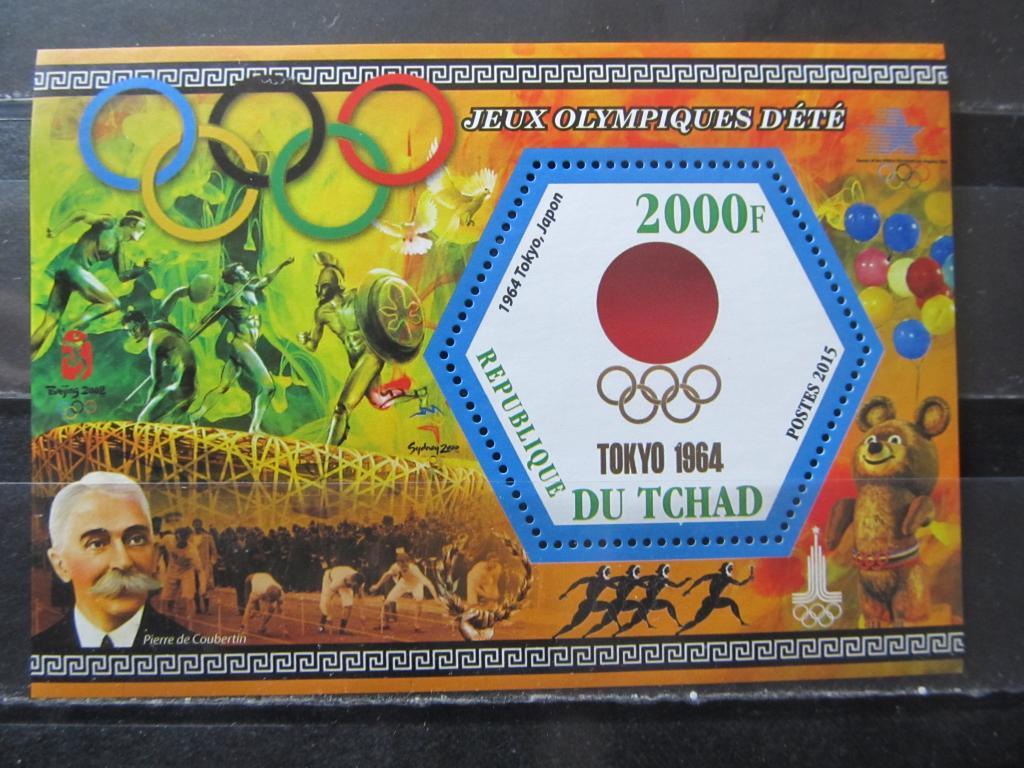 JEUX OLYMPIQUES D'ÉTÉ
2000F
1964 Tokyo, Japon
REPUBLIQUE
DU TCHAD
POSTES 2015
TOKYO 1964
Beijing 2008
Sydney 2000
Pierre de Coubertin